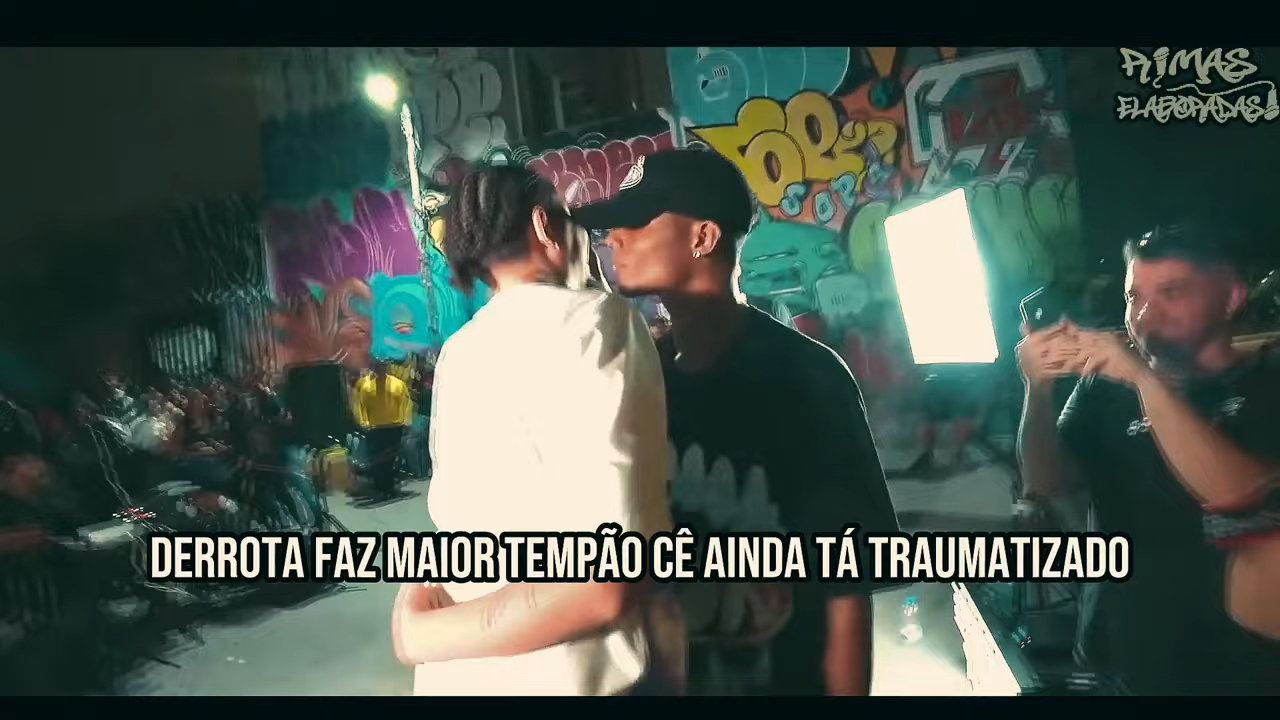 RIMAS
ELABORADAS!
DERROTA FAZ MAIOR TEMPÃO CÊ AINDA TÁ TRAUMATIZADO